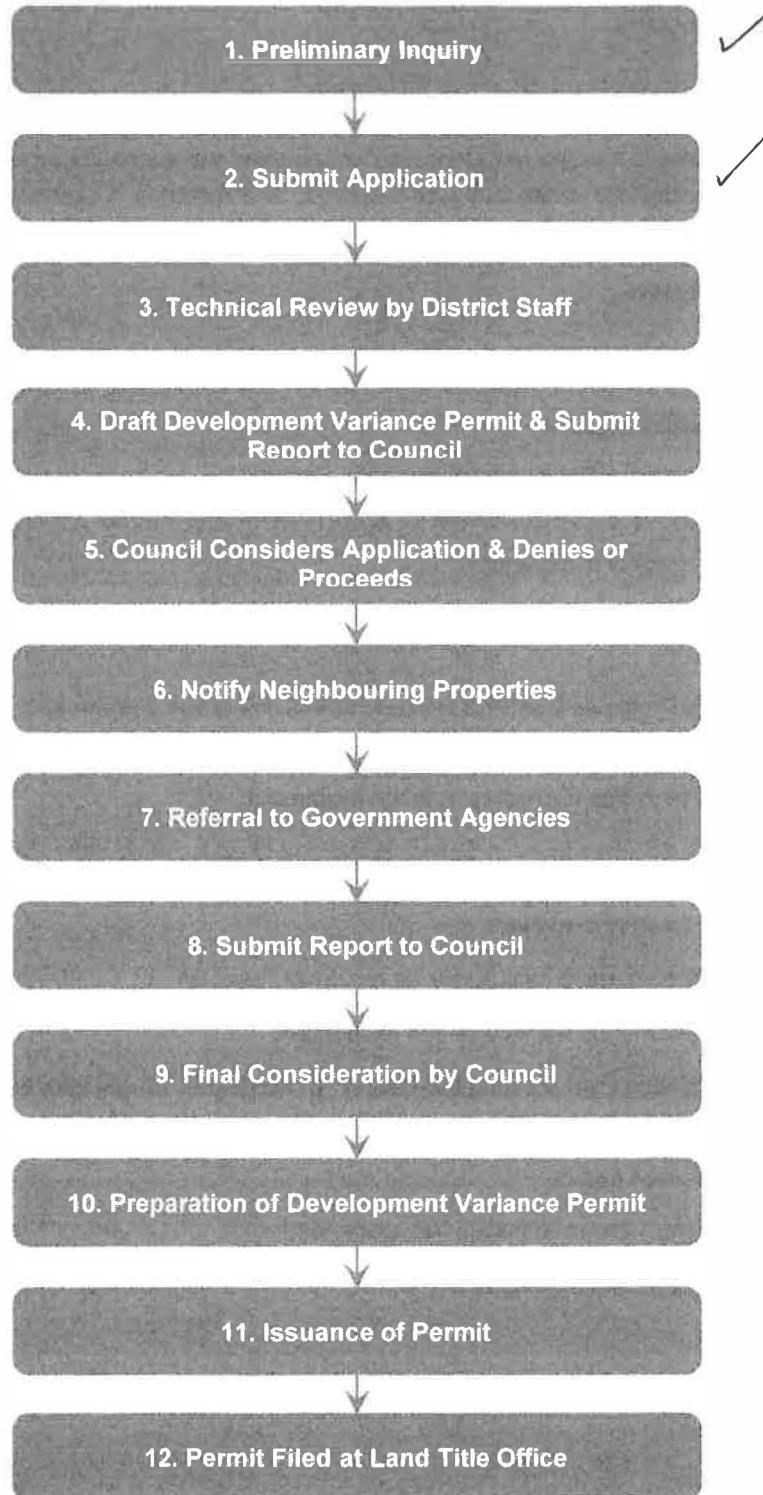 1. Preliminary Inquiry
2. Submit Application
3. Technical Review by District Staff
4. Draft Development Variance Permit & Submit
Report to Council
5. Council Considers Application & Denies or
Proceeds
6. Notify Neighbouring Properties
7. Referral to Government Agencies
8. Submit Report to Council
9. Final Consideration by Council
10. Preparation of Development Variance Permit
11. Issuance of Permit
12. Permit Filed at Land Title Office